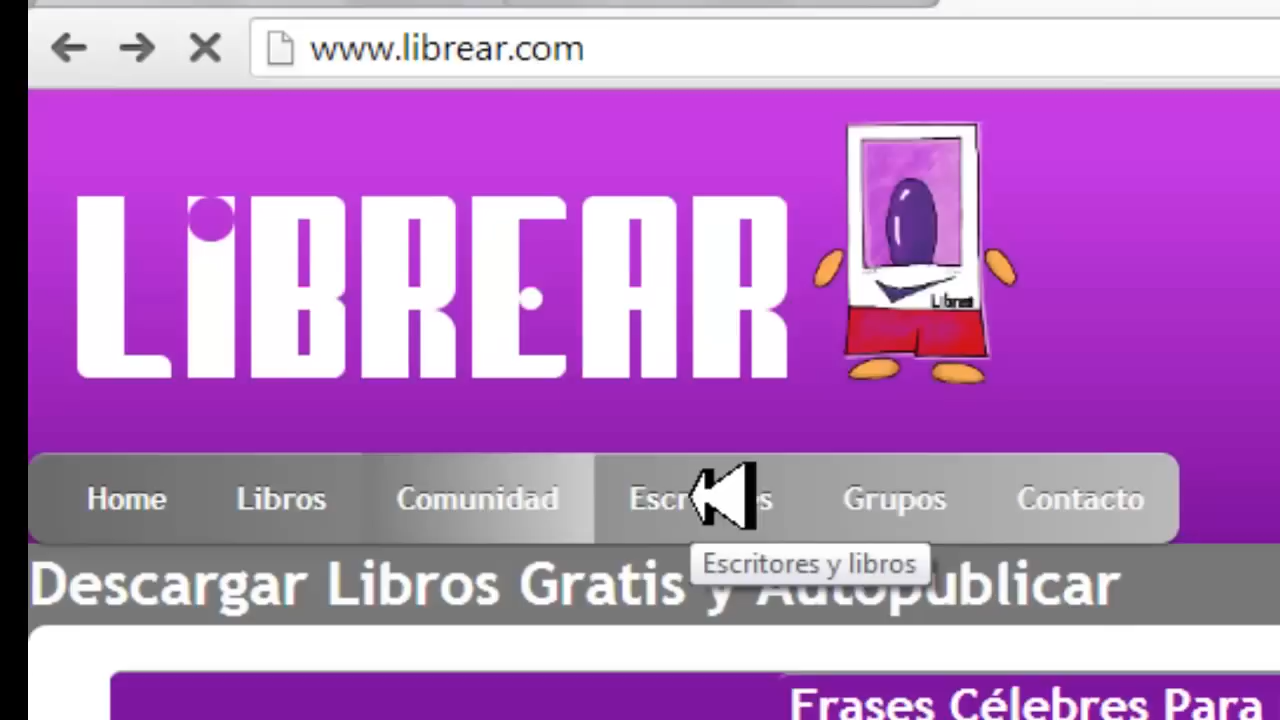 www.librear.com
LiBREAR
Librear
Home Libros Comunidad Grupos Contacto
Escritores y libros
Descargar Libros Gratis y Autopublicar
Frases Célebres Para